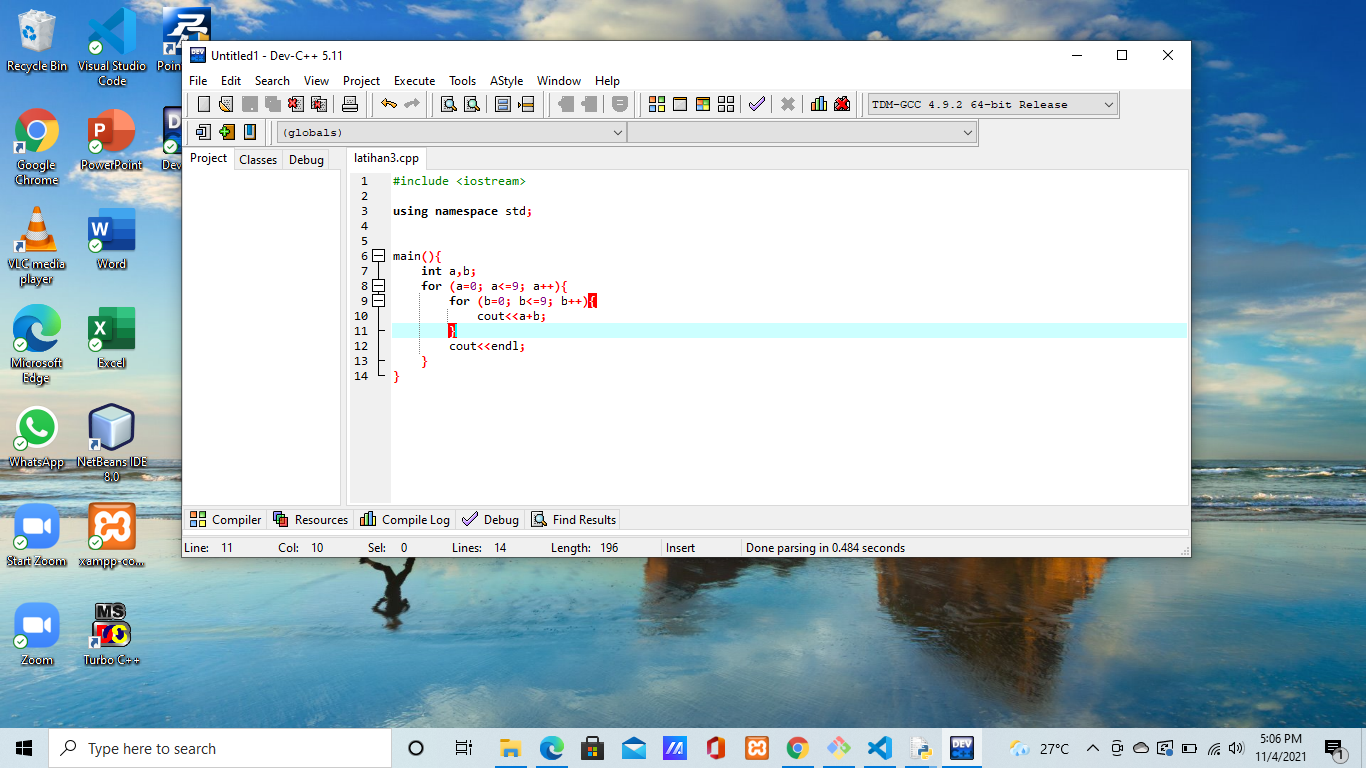 Recycle Bin
Visual Studio
Code
Google
Chrome
PowerPoint
VLC media
player
Word
Microsoft
Edge
Excel
WhatsApp
NetBeans IDE
8.0
Start Zoom
xampp-co...
Zoom
MS
Turbo C++
Untitled1 - Dev-C++ 5.11
File Edit Search View Project Execute Tools AStyle Window Help
TDM-GCC 4.9.2 64-bit Release
(globals)
Project Classes Debug
latihan3.cpp
1 #include <iostream>
2
3 using namespace std;
4
5
6 main(){
7 int a,b;
8 for (a=0; a<=9; a++){
9 for (b=0; b<=9; b++){
10 cout<<a+b;
11 }
12 cout<<endl;
13 }
14 }
Compiler Resources Compile Log Debug Find Results
Line: 11 Col: 10 Sel: 0 Lines: 14 Length: 196 Insert Done parsing in 0.484 seconds
Type here to search
DEV
27°C
5:06 PM
11/4/2021
1